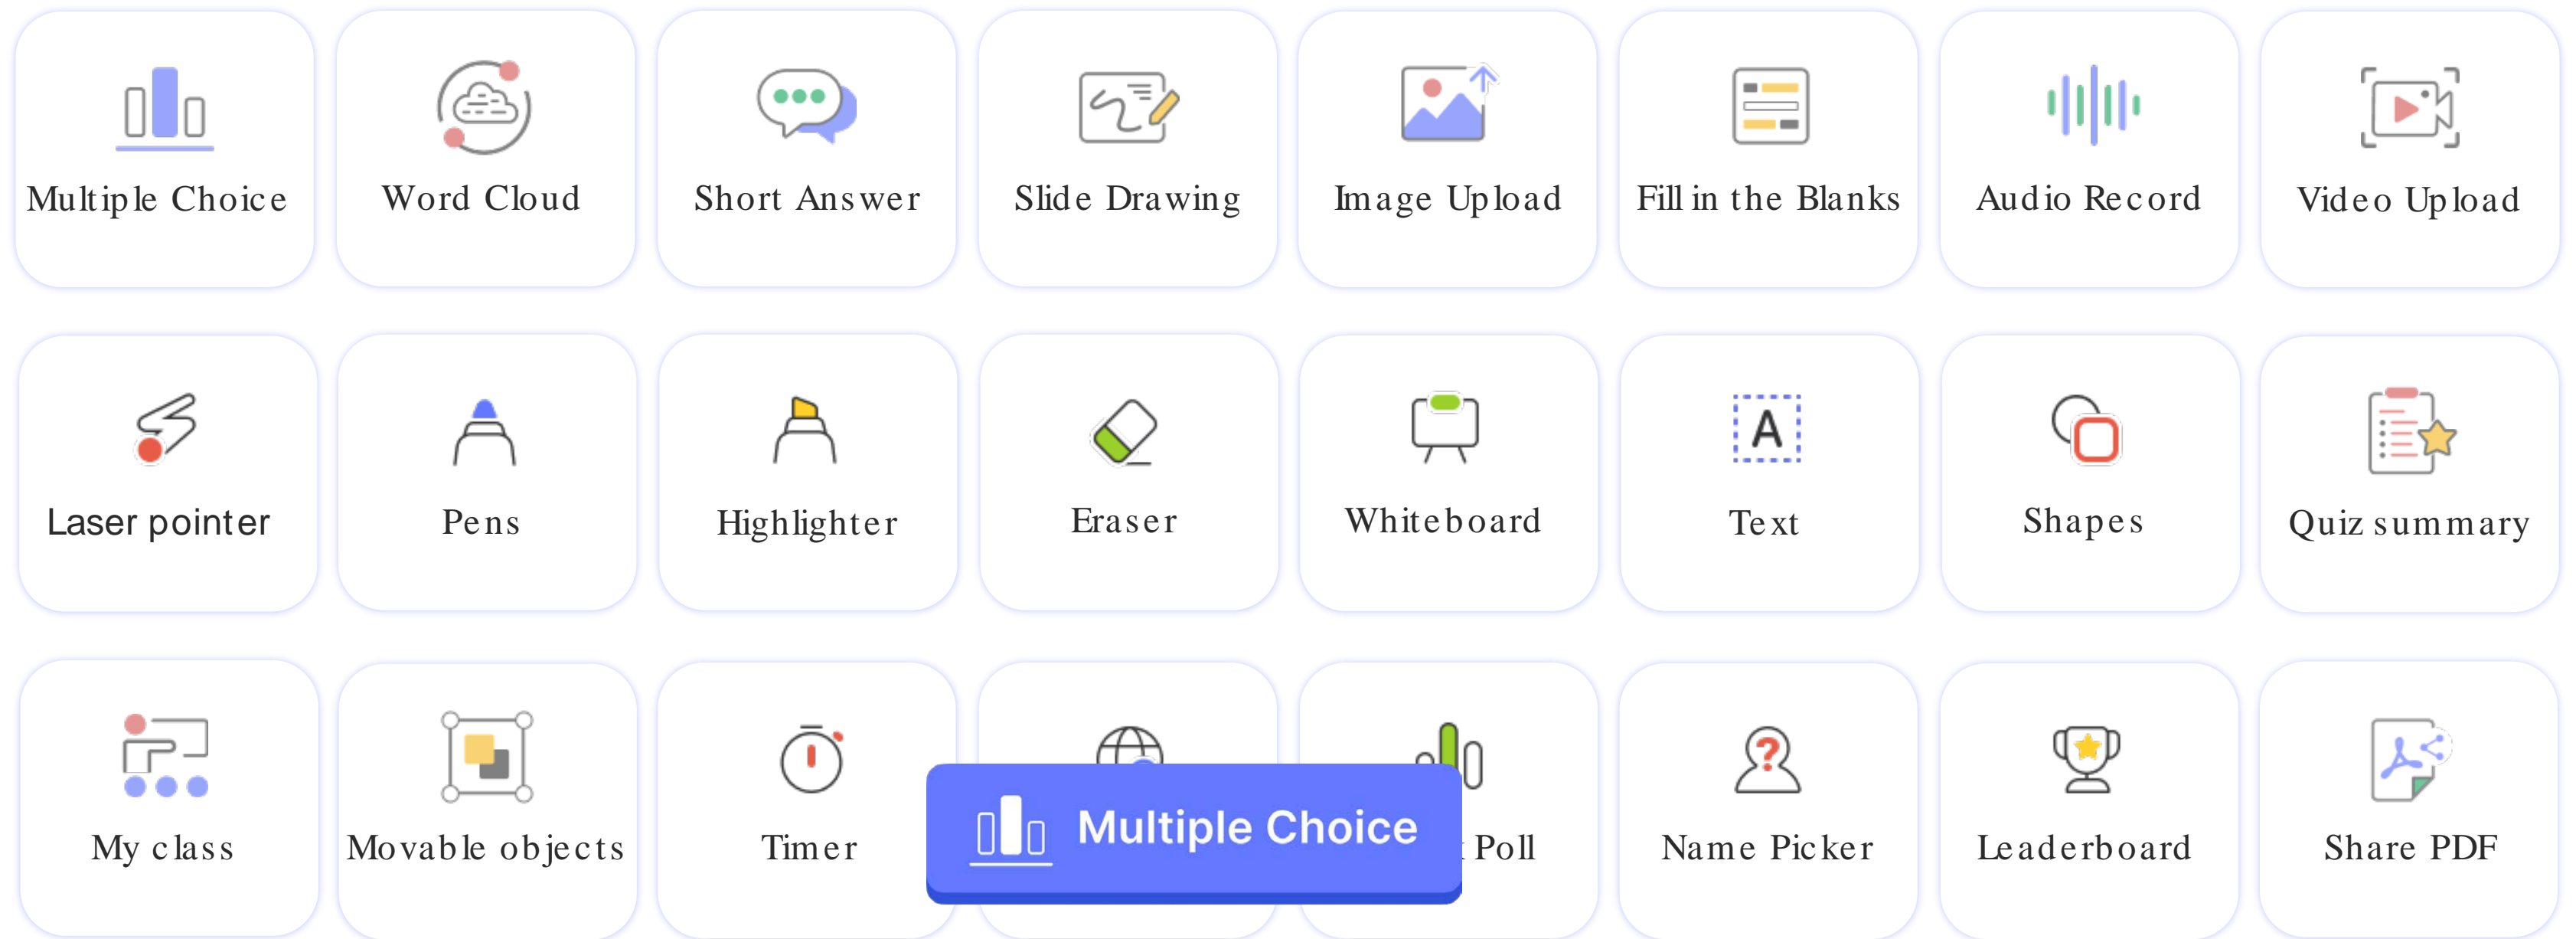 Multiple Choice
Word Cloud
Short Answer
Slide Drawing
Image Upload
Fill in the Blanks
Audio Record
Video Upload
Laser pointer
Pens
Highlighter
Eraser
Whiteboard
A
Text
Shapes
Quiz summary
My class
Movable objects
Timer
Multiple Choice
Poll
?
Name Picker
Leaderboard
Share PDF